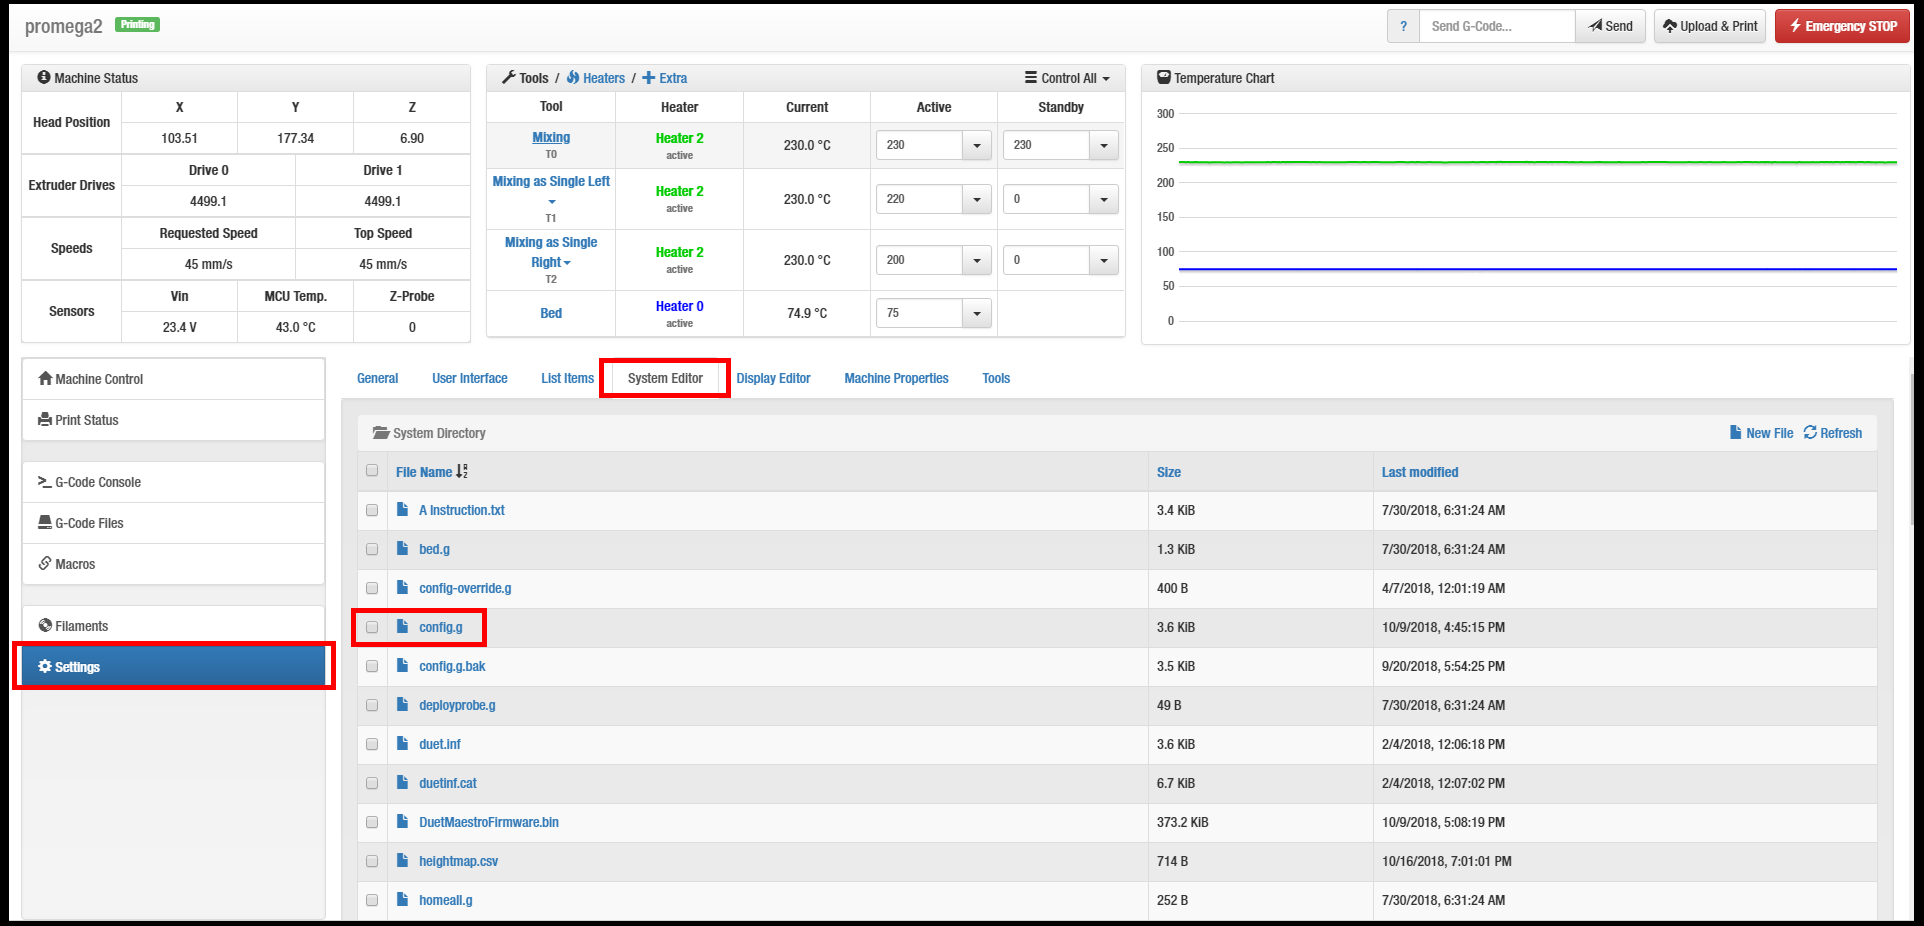 promega2 Printing
? Send G-Code... Send Upload & Print Emergency STOP
Machine Status
Head Position X Y Z
103.51 177.34 6.90
Extruder Drives Drive 0 Drive 1
4499.1 4499.1
Speeds Requested Speed Top Speed
45 mm/s 45 mm/s
Sensors Vin MCU Temp. Z-Probe
23.4 V 43.0 °C 0
Tools / Heaters / Extra Control All
Tool Heater Current Active Standby
Mixing Heater 2 230.0 °C 230 230
T0 active
Mixing as Single Left Heater 2 230.0 °C 220 0
T1 active
Mixing as Single
Right Heater 2 230.0 °C 200 0
T2 active
Bed Heater 0 74.9 °C 75
active
Temperature Chart
300
250
200
150
100
50
0
Machine Control
Print Status
G-Code Console
G-Code Files
Macros
Filaments
Settings
General User Interface List Items System Editor Display Editor Machine Properties Tools
System Directory New File Refresh
File Name Size Last modified
A Instruction.txt 3.4 KiB 7/30/2018, 6:31:24 AM
bed.g 1.3 KiB 7/30/2018, 6:31:24 AM
config-override.g 400 B 4/7/2018, 12:01:19 AM
config.g 3.6 KiB 10/9/2018, 4:45:15 PM
config.g.bak 3.5 KiB 9/20/2018, 5:54:25 PM
deployprobe.g 49 B 7/30/2018, 6:31:24 AM
duet.inf 3.6 KiB 2/4/2018, 12:06:18 PM
duetinf.cat 6.7 KiB 2/4/2018, 12:07:02 PM
DuetMaestroFirmware.bin 373.2 KiB 10/9/2018, 5:08:19 PM
heightmap.csv 714 B 10/16/2018, 7:01:01 PM
homeall.g 252 B 7/30/2018, 6:31:24 AM